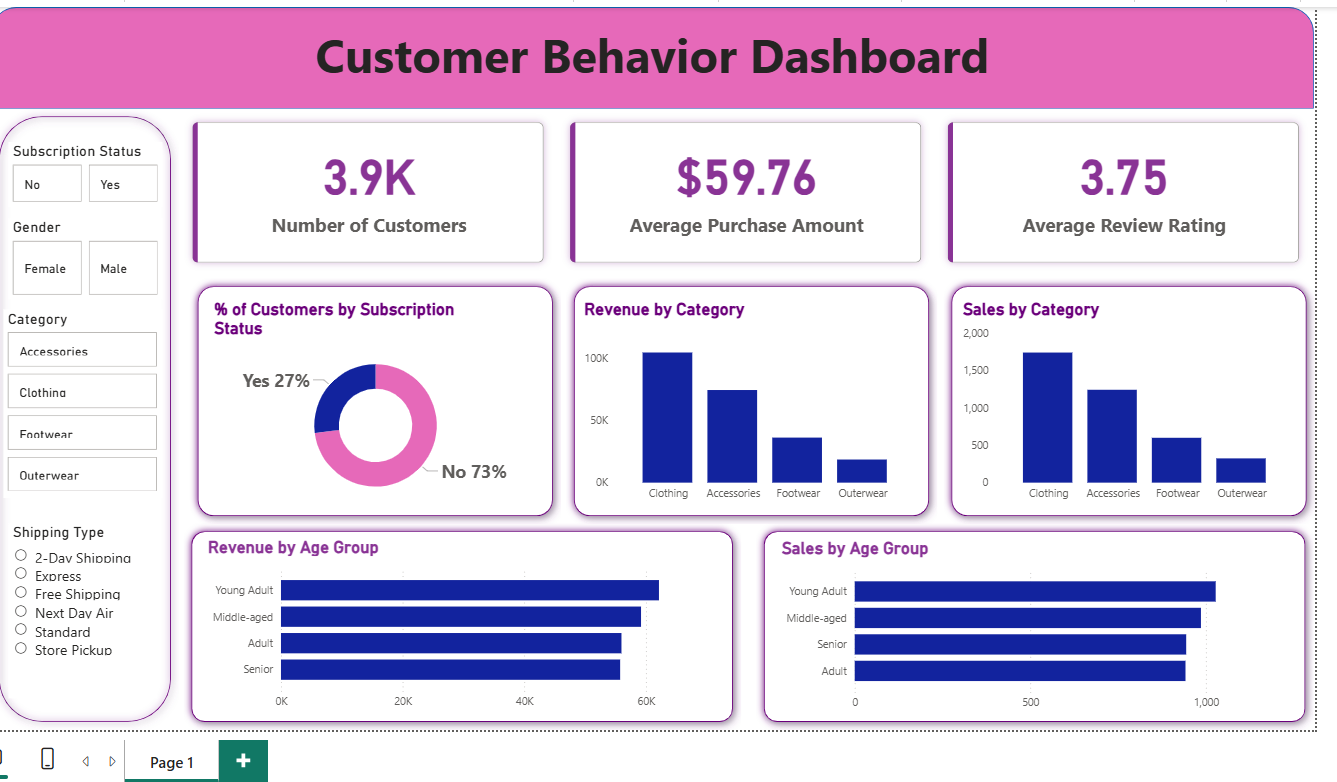 Customer Behavior Dashboard
Subscription Status
No
Yes
Gender
Female
Male
Category
Accessories
Clothing
Footwear
Outerwear
Shipping Type
2-Day Shipping
Express
Free Shipping
Next Day Air
Standard
Store Pickup
3.9K
Number of Customers
$59.76
Average Purchase Amount
3.75
Average Review Rating
% of Customers by Subscription
Status
Yes 27%
No 73%
Revenue by Category
100K
50K
0K
Clothing
Accessories
Footwear
Outerwear
Sales by Category
2,000
1,500
1,000
500
0
Clothing
Accessories
Footwear
Outerwear
Revenue by Age Group
Young Adult
Middle-aged
Adult
Senior
0K
20K
40K
60K
Sales by Age Group
Young Adult
Middle-aged
Senior
Adult
0
500
1,000
Page 1